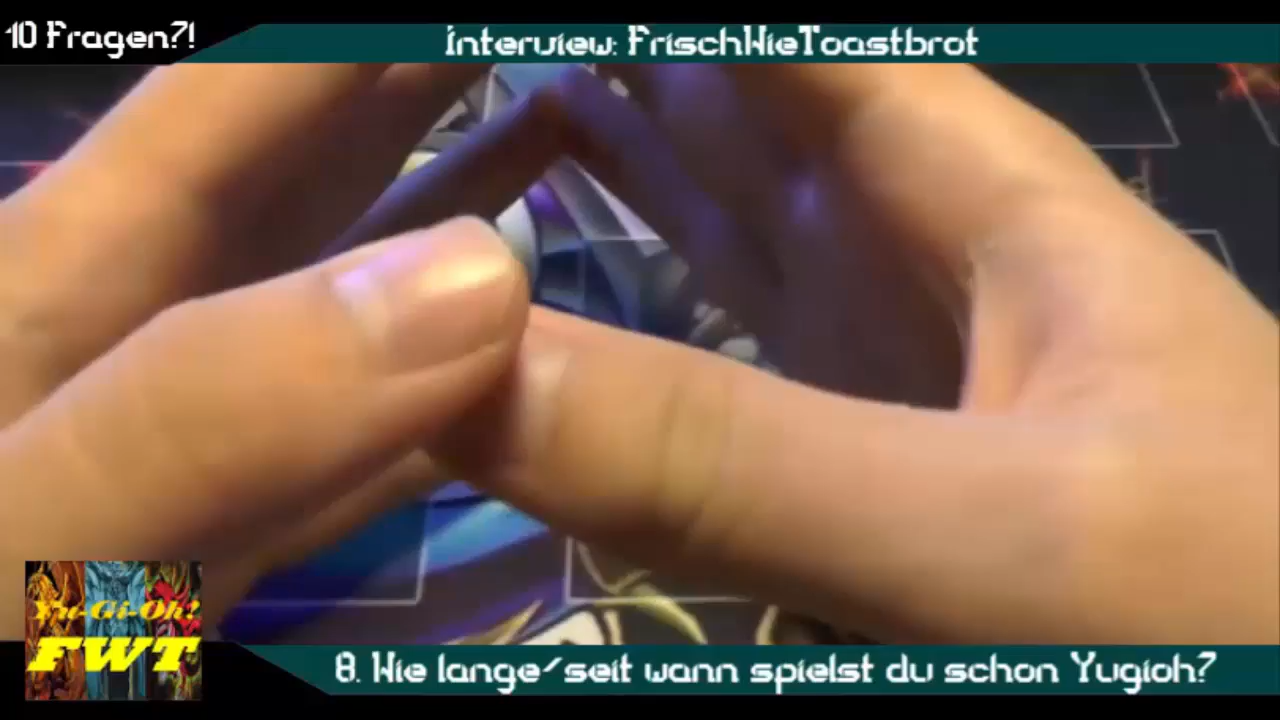 10 Fragen?!
Interview: FrischWieToastbrot
Yu-Gi-Oh!
FWT
8. Wie lange/seit wann spielst du schon Yugioh?